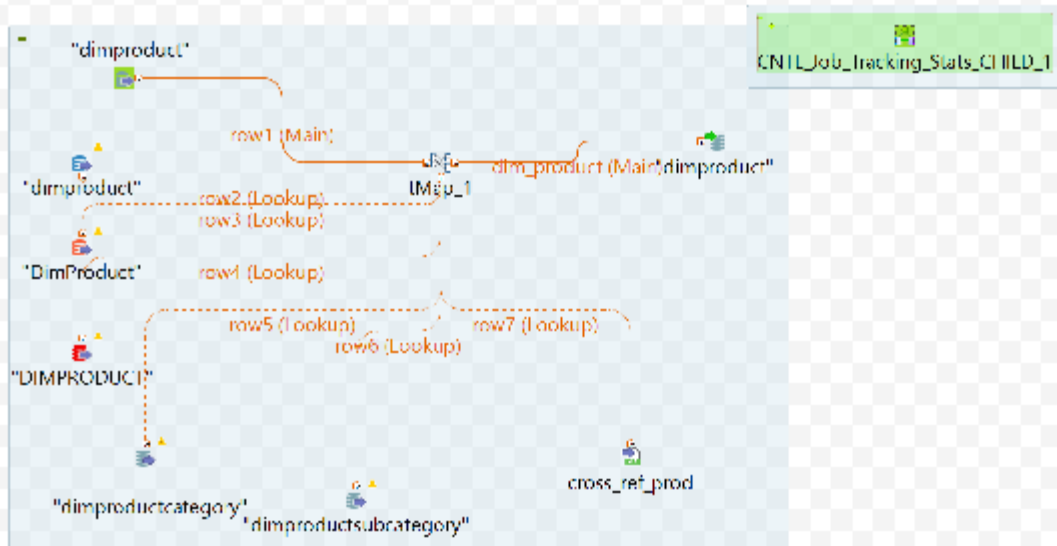 "dimproduct"
CNTL_Job_Tracking_Stats_CHILD_1
row1 (Main)
dim_product (Main)
"dimproduct"
"dimproduct"
tMap_1
row2 (Lookup)
row3 (Lookup)
"DimProduct"
row4 (Lookup)
row5 (Lookup)
row7 (Lookup)
row6 (Lookup)
"DIMPRODUCT"
cross_ref_prod
"dimproductcategory"
"dimproductsubcategory"